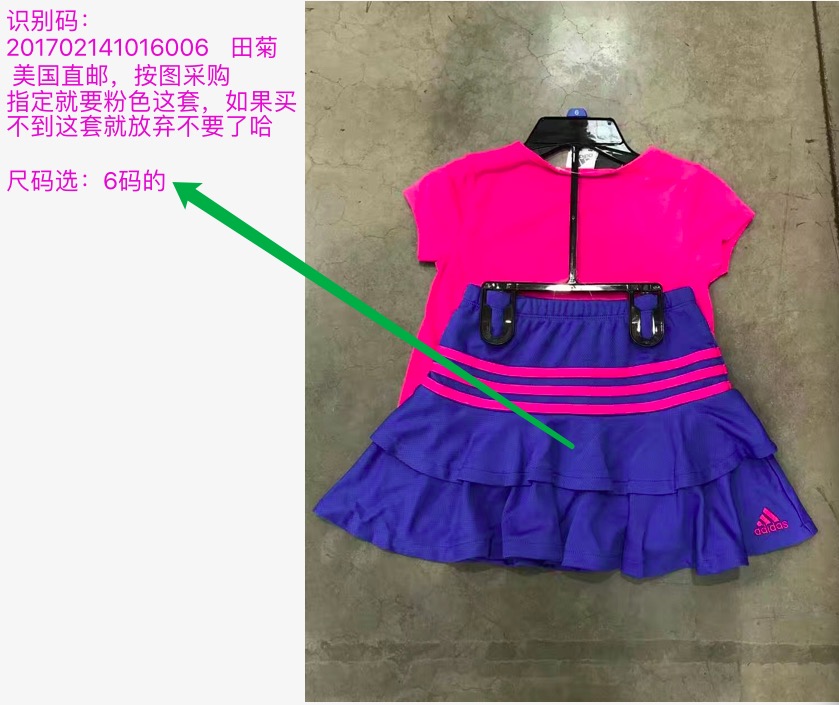 识别码：
201702141016006 田菊
美国直邮，按图采购
指定就要粉色这套，如果买
不到这套就放弃不要了哈
尺码选：6码的
6
adidas